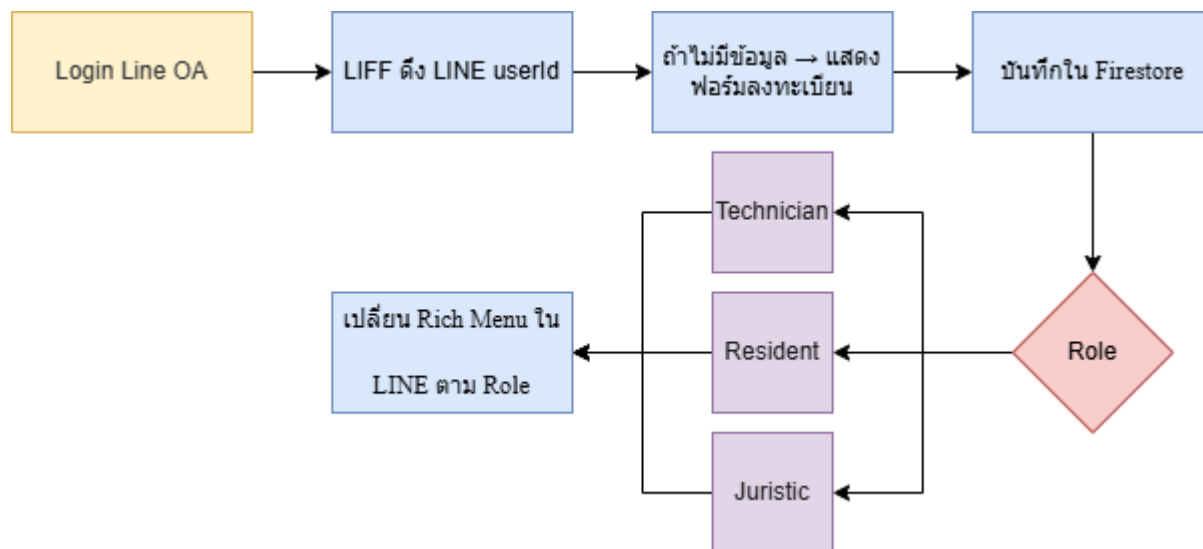 Login Line OA
LIFF ดึง LINE userId
ถ้าไม่มีข้อมูล → แสดง
ฟอร์มลงทะเบียน
บันทึกใน Firestore
Technician
เปลี่ยน Rich Menu ใน
LINE ตาม Role
Resident
Role
Juristic